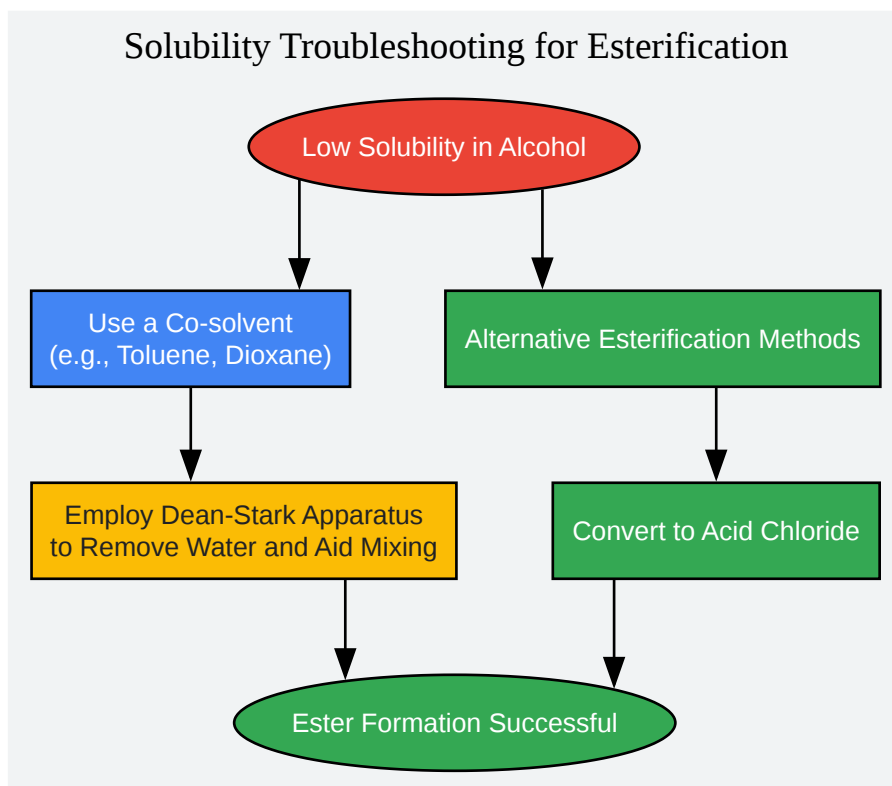 Solubility Troubleshooting for Esterification
Low Solubility in Alcohol
Use a Co-solvent
(e.g., Toluene, Dioxane)
Alternative Esterification Methods
Employ Dean-Stark Apparatus
to Remove Water and Aid Mixing
Convert to Acid Chloride
Ester Formation Successful